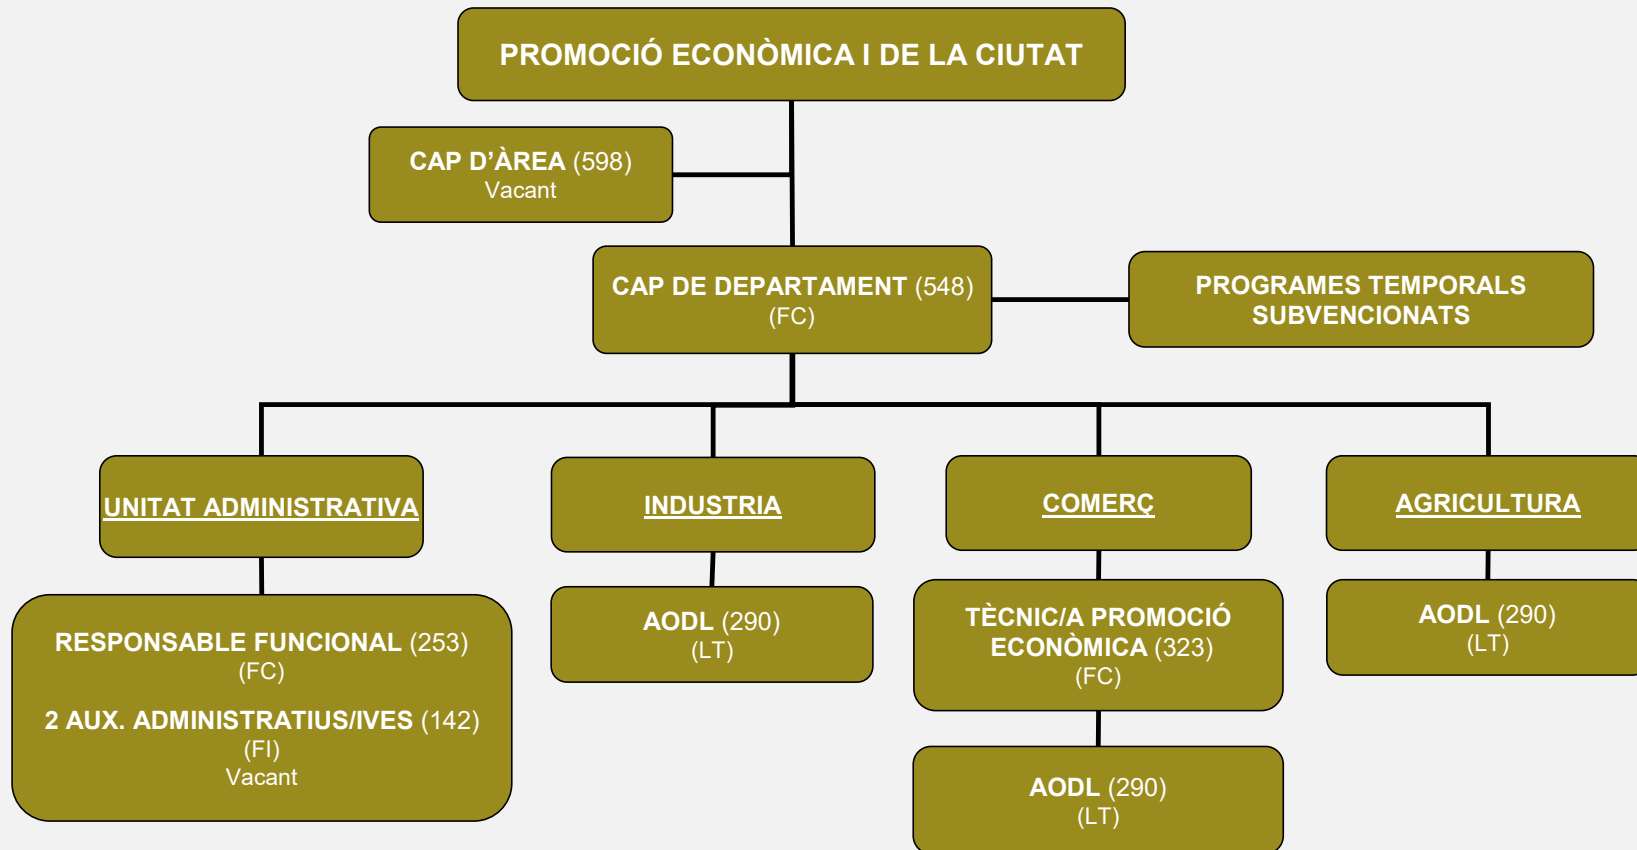 PROMOCIÓ ECONÒMICA I DE LA CIUTAT
CAP D’ÀREA (598)
Vacant
CAP DE DEPARTAMENT (548)
(FC)
PROGRAMES TEMPORALS
SUBVENCIONATS
UNITAT ADMINISTRATIVA
RESPONSABLE FUNCIONAL (253)
(FC)
2 AUX. ADMINISTRATIUS/IVES (142)
(FI)
Vacant
INDUSTRIA
AODL (290)
(LT)
COMERÇ
TÈCNIC/A PROMOCIÓ
ECONÒMICA (323)
(FC)
AODL (290)
(LT)
AGRICULTURA
AODL (290)
(LT)